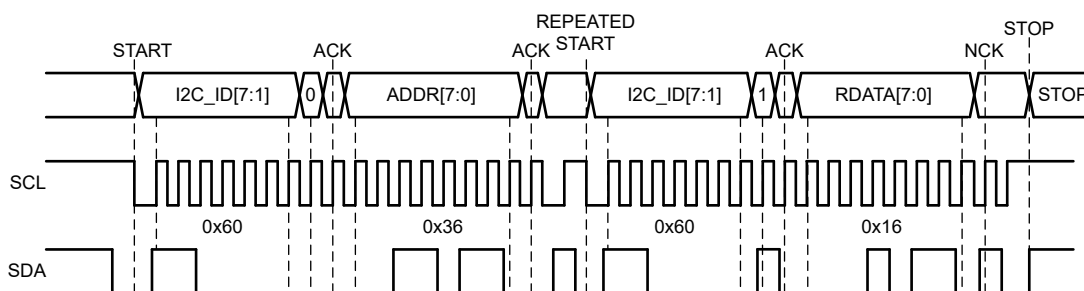 REPEATED
START
STOP
START
ACK
ACK
ACK
NCK
I2C_ID[7:1]
0
ADDR[7:0]
I2C_ID[7:1]
1
RDATA[7:0]
STOP
SCL
0x60
0x36
0x60
0x16
SDA